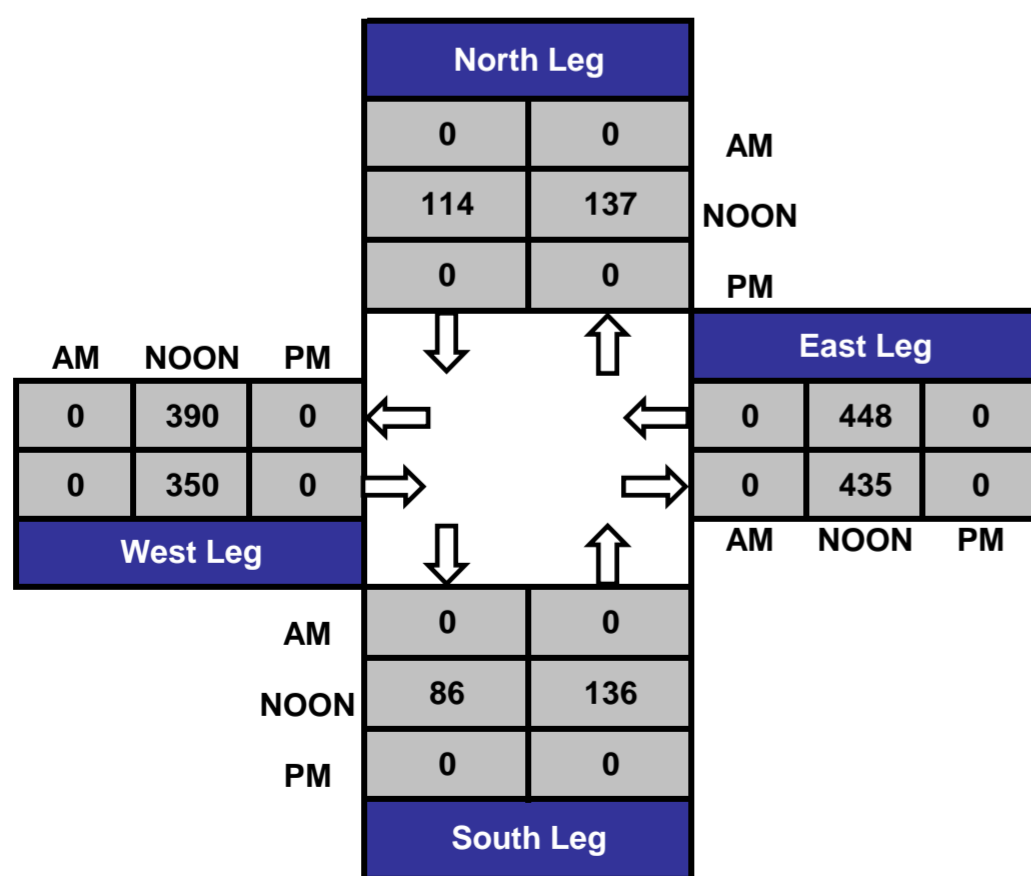 North Leg
0 0
AM
114 137
NOON
0 0
PM
AM NOON PM
0 390 0
0 350 0
West Leg
East Leg
0 448 0
0 435 0
AM NOON PM
AM
0 0
NOON
86 136
PM
0 0
South Leg